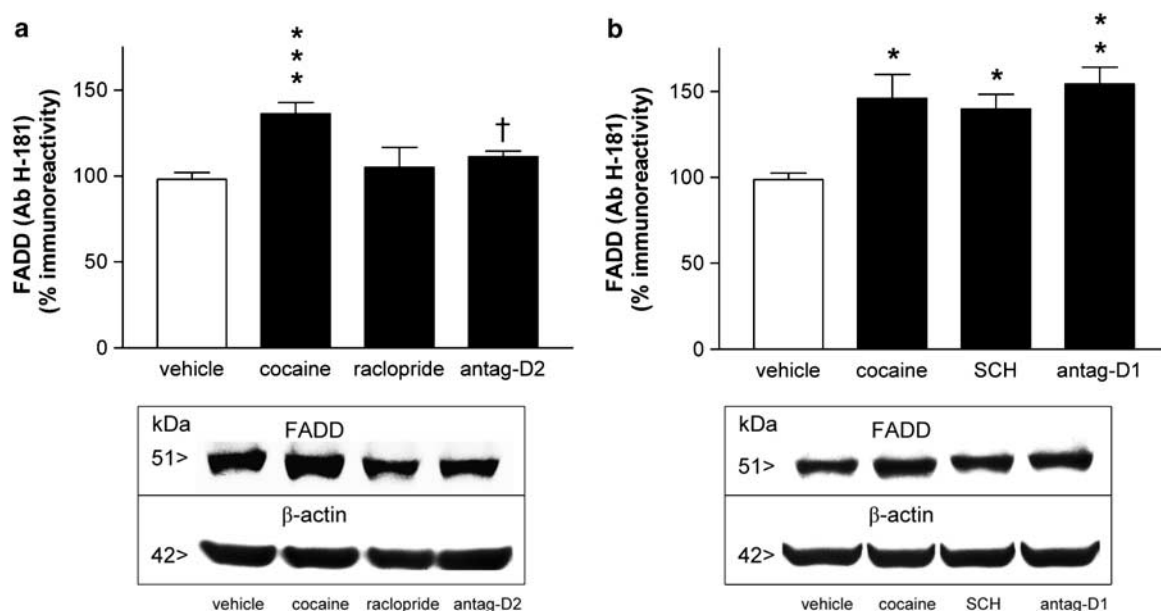 a
FADD (Ab H-181)
(% immunoreactivity)
150
100
50
0
***
†
vehicle cocaine raclopride antag-D2
kDa
FADD
51>
β-actin
42>
vehicle cocaine raclopride antag-D2
b
FADD (Ab H-181)
(% immunoreactivity)
150
100
50
0
*
*
**
vehicle cocaine SCH antag-D1
kDa
FADD
51>
β-actin
42>
vehicle cocaine SCH antag-D1